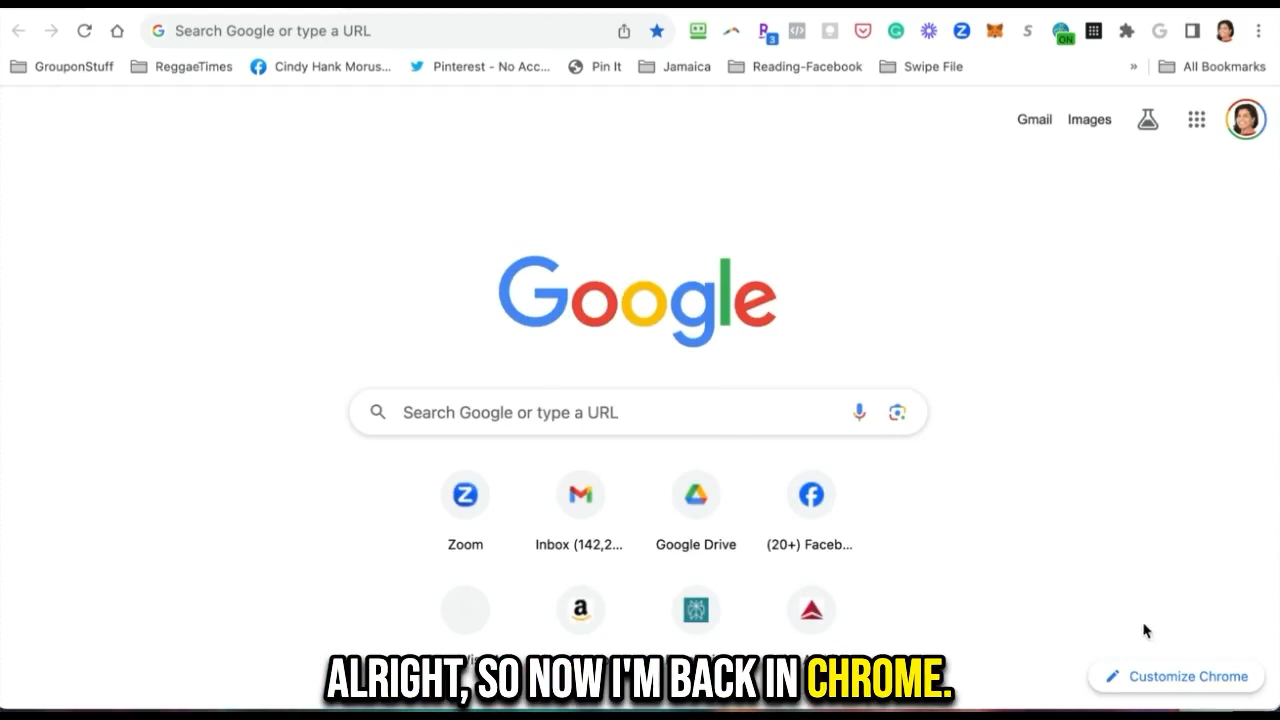 Search Google or type a URL
3
ON
GrouponStuff ReggaeTimes Cindy Hank Morus... Pinterest - No Acc... Pin It Jamaica Reading-Facebook Swipe File » All Bookmarks
Gmail Images
Google
Search Google or type a URL
Zoom Inbox (142,2... Google Drive (20+) Faceb...
ALRIGHT, SO NOW I'M BACK IN CHROME.
Customize Chrome